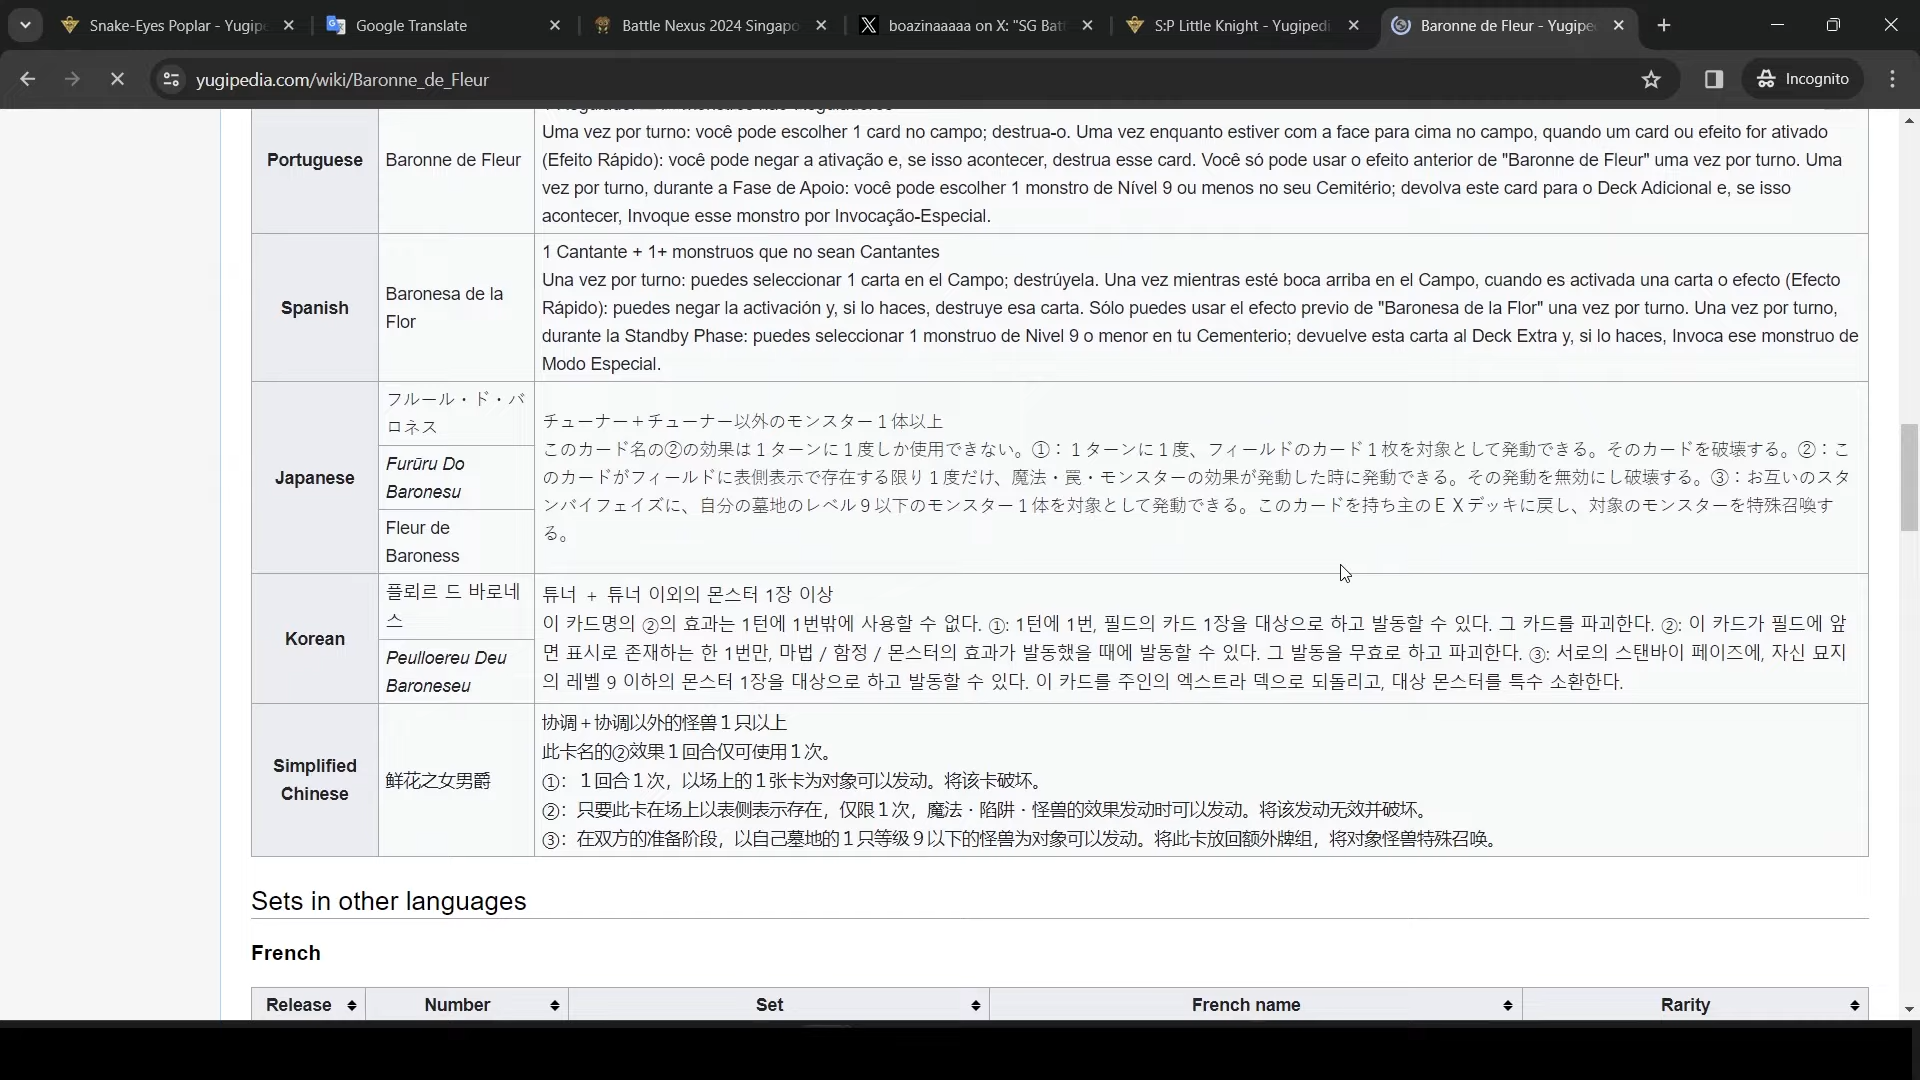 Snake-Eyes Poplar - Yugipe
Google Translate
Battle Nexus 2024 Singapo
boazinaaaaa on X: "SG Bat
S:P Little Knight - Yugipedi
Baronne de Fleur - Yugipe
yugipedia.com/wiki/Baronne_de_Fleur
Incognito
Portuguese
Baronne de Fleur
Uma vez por turno: você pode escolher 1 card no campo; destrua-o. Uma vez enquanto estiver com a face para cima no campo, quando um card ou efeito for ativado
(Efeito Rápido): você pode negar a ativação e, se isso acontecer, destrua esse card. Você só pode usar o efeito anterior de "Baronne de Fleur" uma vez por turno. Uma
vez por turno, durante a Fase de Apoio: você pode escolher 1 monstro de Nível 9 ou menos no seu Cemitério; devolva este card para o Deck Adicional e, se isso
acontecer, Invoque esse monstro por Invocação-Especial.
Spanish
Baronesa de la
Flor
1 Cantante + 1+ monstruos que no sean Cantantes
Una vez por turno: puedes seleccionar 1 carta en el Campo; destrúyela. Una vez mientras esté boca arriba en el Campo, cuando es activada una carta o efecto (Efecto
Rápido): puedes negar la activación y, si lo haces, destruye esa carta. Sólo puedes usar el efecto previo de "Baronesa de la Flor" una vez por turno. Una vez por turno,
durante la Standby Phase: puedes seleccionar 1 monstruo de Nivel 9 o menor en tu Cementerio; devuelve esta carta al Deck Extra y, si lo haces, Invoca ese monstruo de
Modo Especial.
Japanese
フルール・ド・バ
ロネス
Furūru Do
Baronesu
Fleur de
Baroness
チューナー＋チューナー以外のモンスター１体以上
このカード名の②の効果は１ターンに１度しか使用できない。①：１ターンに１度、フィールドのカード１枚を対象として発動できる。そのカードを破壊する。②：こ
のカードがフィールドに表側表示で存在する限り１度だけ、魔法・罠・モンスターの効果が発動した時に発動できる。その発動を無効にし破壊する。③：お互いのスタ
ンバイフェイズに、自分の墓地のレベル９以下のモンスター１体を対象として発動できる。このカードを持ち主のＥＸデッキに戻し、対象のモンスターを特殊召喚す
る。
Korean
플뢰르 드 바로네
스
Peulloereu Deu
Baroneseu
튜너 + 튜너 이외의 몬스터 1장 이상
이 카드명의 ②의 효과는 1턴에 1번밖에 사용할 수 없다. ①: 1턴에 1번, 필드의 카드 1장을 대상으로 하고 발동할 수 있다. 그 카드를 파괴한다. ②: 이 카드가 필드에 앞
면 표시로 존재하는 한 1번만, 마법 / 함정 / 몬스터의 효과가 발동했을 때에 발동할 수 있다. 그 발동을 무효로 하고 파괴한다. ③: 서로의 스탠바이 페이즈에, 자신 묘지
의 레벨 9 이하의 몬스터 1장을 대상으로 하고 발동할 수 있다. 이 카드를 주인의 엑스트라 덱으로 되돌리고, 대상 몬스터를 특수 소환한다.
Simplified
Chinese
鲜花之女男爵
协调＋协调以外的怪兽１只以上
此卡名的②效果１回合仅可使用１次。
①：１回合１次，以场上的１张卡为对象可以发动。将该卡破坏。
②：只要此卡在场上以表侧表示存在，仅限１次，魔法・陷阱・怪兽的效果发动时可以发动。将该发动无效并破坏。
③：在双方的准备阶段，以自己墓地的１只等级９以下的怪兽为对象可以发动。将此卡放回额外牌组，将对象怪兽特殊召唤。
Sets in other languages
French
Release
Number
Set
French name
Rarity